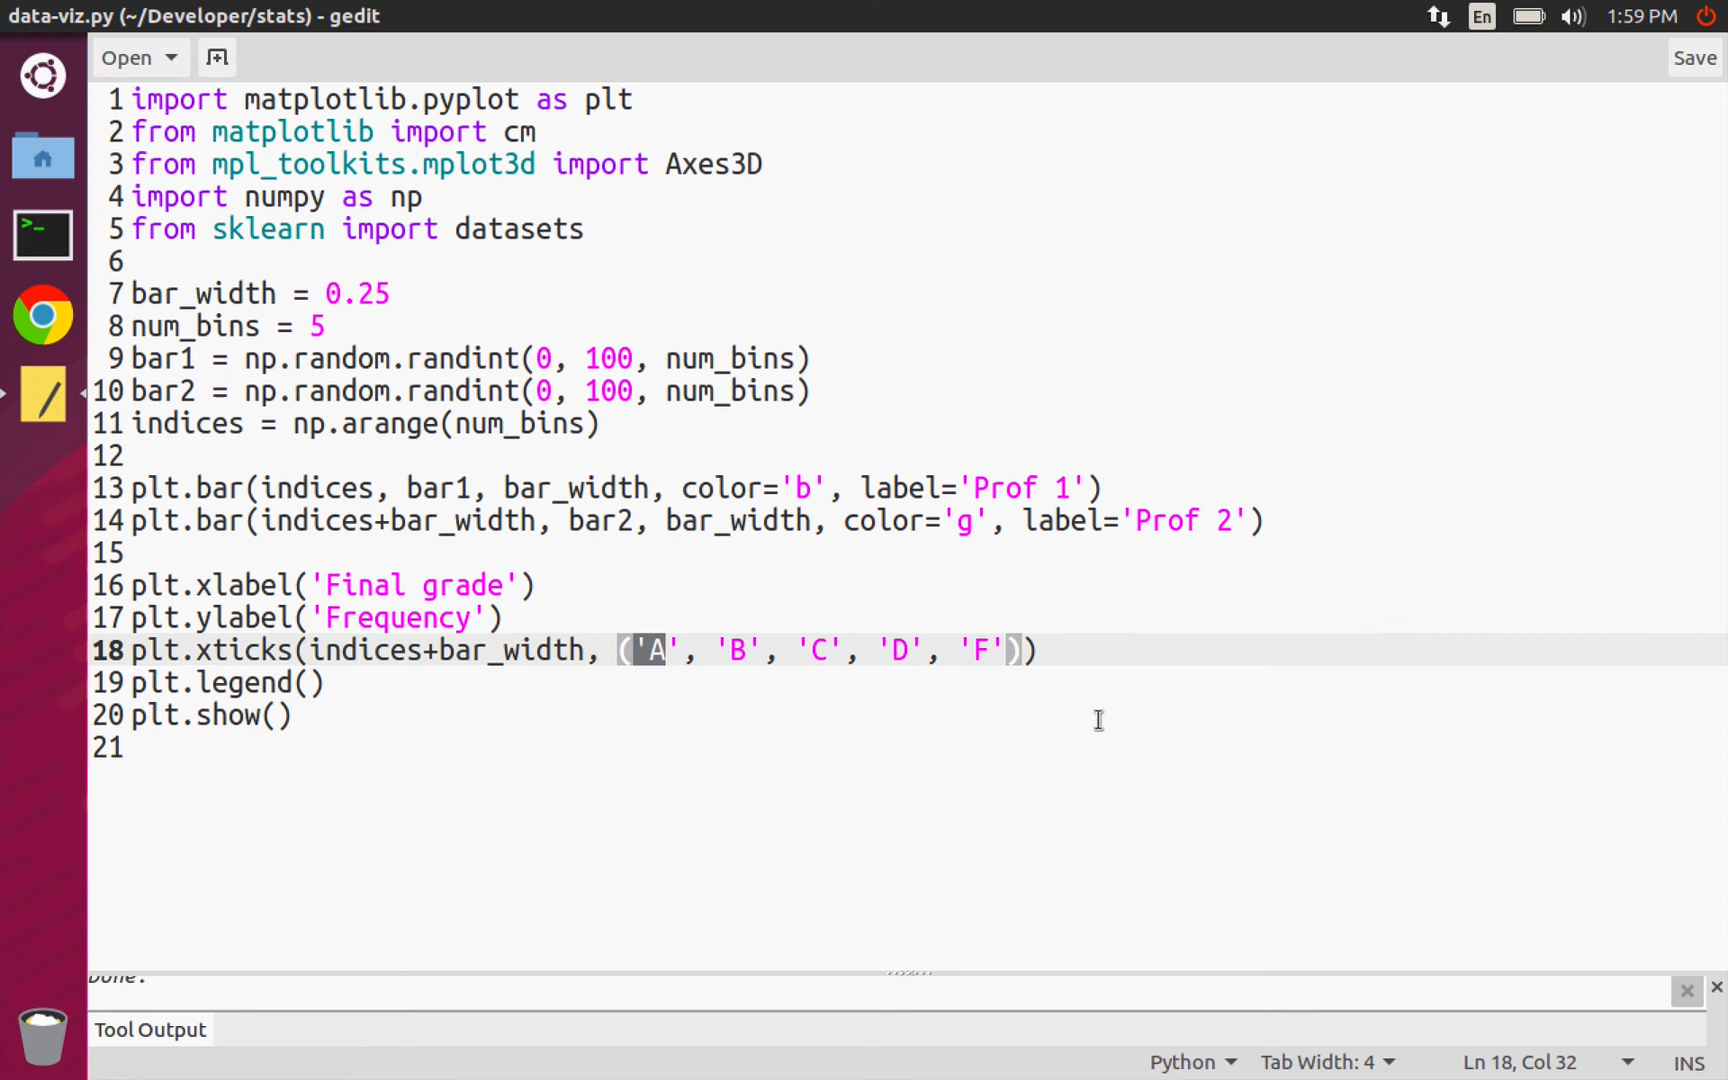 data-viz.py (~/Developer/stats) - gedit
En
1:59 PM
Open
Save
1 import matplotlib.pyplot as plt
2 from matplotlib import cm
3 from mpl_toolkits.mplot3d import Axes3D
4 import numpy as np
5 from sklearn import datasets
6
7 bar_width = 0.25
8 num_bins = 5
9 bar1 = np.random.randint(0, 100, num_bins)
10 bar2 = np.random.randint(0, 100, num_bins)
11 indices = np.arange(num_bins)
12
13 plt.bar(indices, bar1, bar_width, color='b', label='Prof 1')
14 plt.bar(indices+bar_width, bar2, bar_width, color='g', label='Prof 2')
15
16 plt.xlabel('Final grade')
17 plt.ylabel('Frequency')
18 plt.xticks(indices+bar_width, ('A', 'B', 'C', 'D', 'F'))
19 plt.legend()
20 plt.show()
21
>_
Done.
Tool Output
Python
Tab Width: 4
Ln 18, Col 32
INS